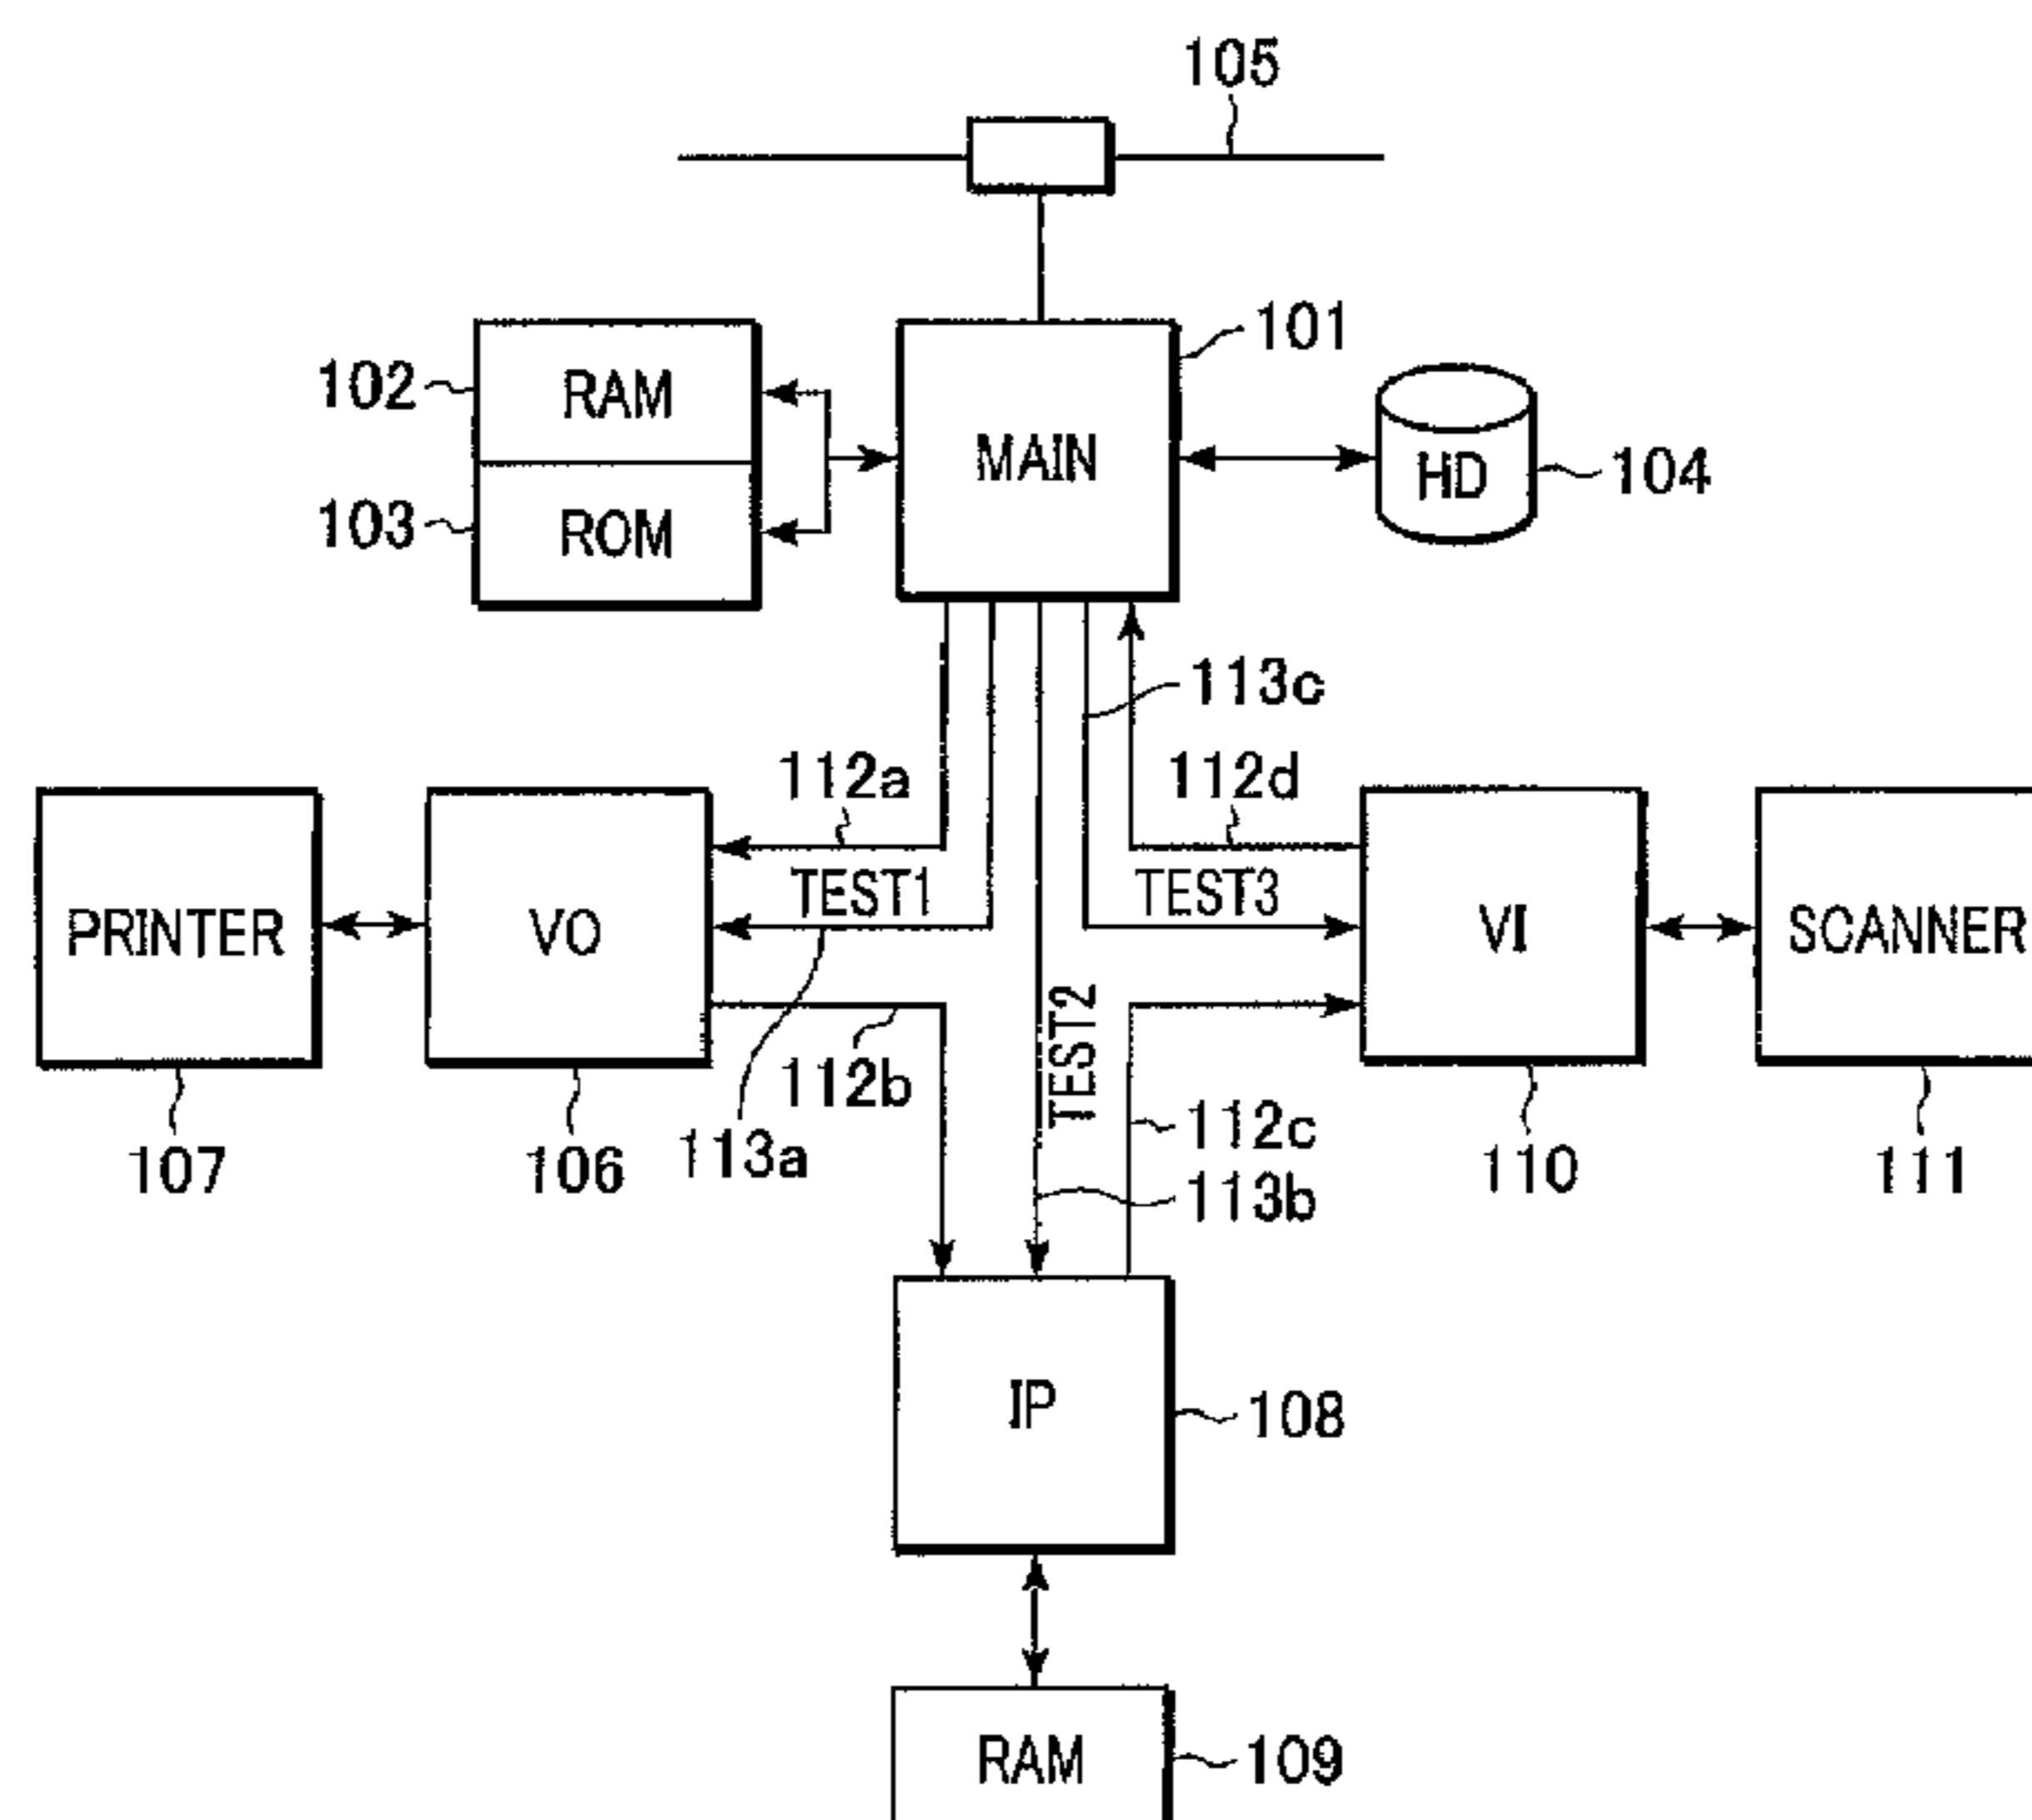 105
101
102
RAM
MAIN
HD
104
103
ROM
113c
112a
112d
TEST1
TEST3
PRINTER
VO
VI
SCANNER
TEST2
112b
112c
107
106
113a
113b
110
111
IP
108
RAM
109